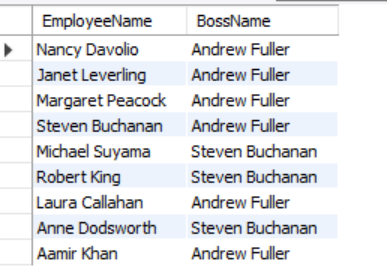 EmployeeName BossName
Nancy Davolio Andrew Fuller
Janet Leverling Andrew Fuller
Margaret Peacock Andrew Fuller
Steven Buchanan Andrew Fuller
Michael Suyama Steven Buchanan
Robert King Steven Buchanan
Laura Callahan Andrew Fuller
Anne Dodsworth Steven Buchanan
Aamir Khan Andrew Fuller